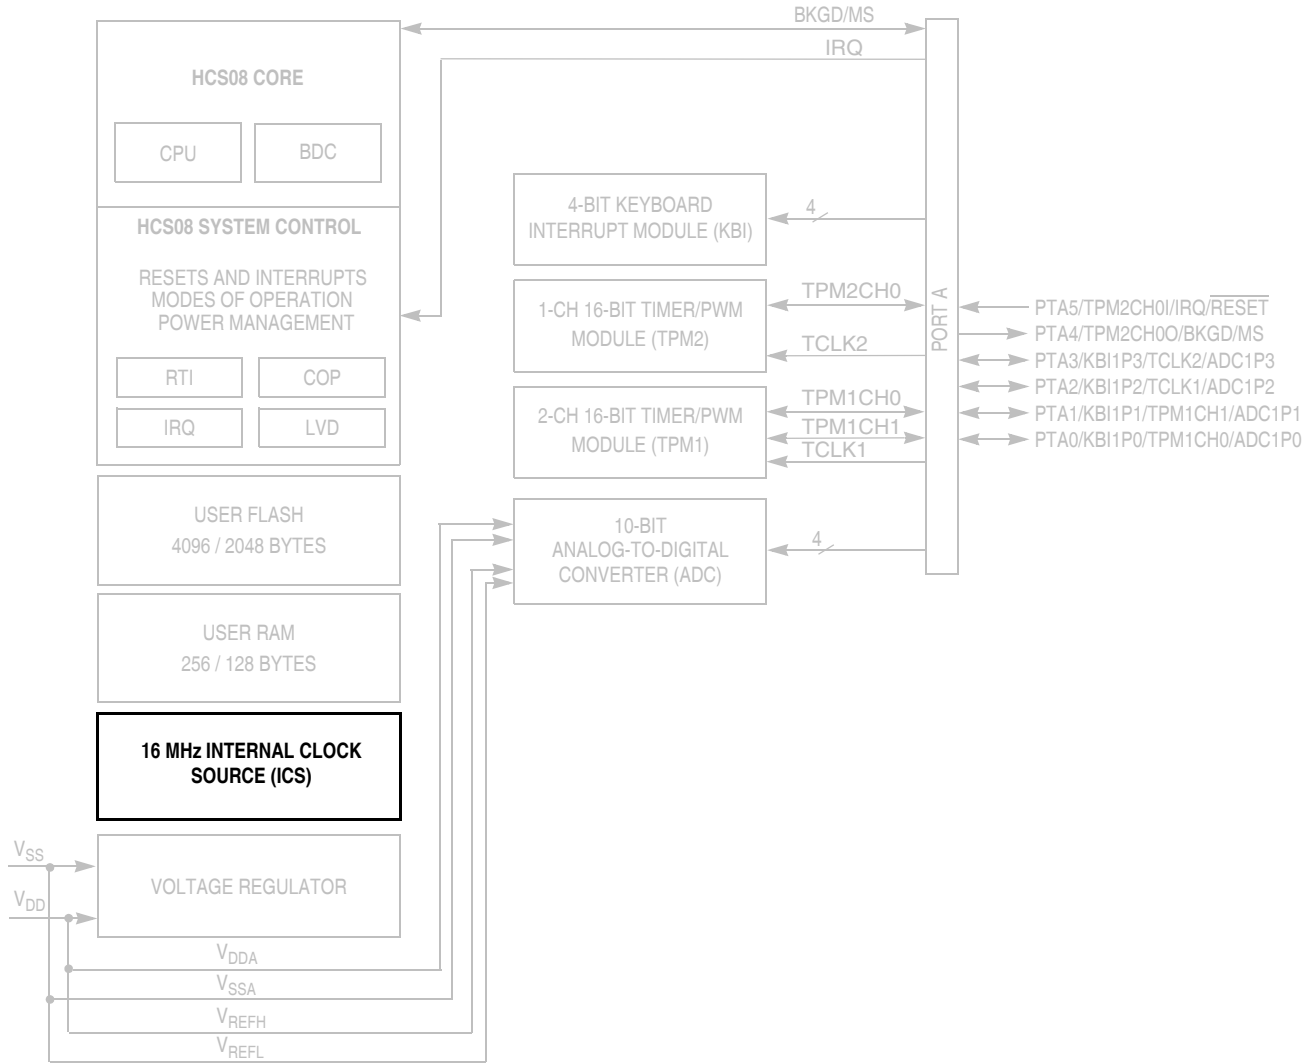 BKGD/MS
IRQ
HCS08 CORE
CPU
BDC
4-BIT KEYBOARD
INTERRUPT MODULE (KBI)
4
HCS08 SYSTEM CONTROL
RESETS AND INTERRUPTS
MODES OF OPERATION
POWER MANAGEMENT
RTI
COP
IRQ
LVD
1-CH 16-BIT TIMER/PWM
MODULE (TPM2)
TPM2CH0
TCLK2
2-CH 16-BIT TIMER/PWM
MODULE (TPM1)
TPM1CH0
TPM1CH1
TCLK1
PORT A
PTA5/TPM2CH0I/IRQ/RESET
PTA4/TPM2CH0O/BKGD/MS
PTA3/KBI1P3/TCLK2/ADC1P3
PTA2/KBI1P2/TCLK1/ADC1P2
PTA1/KBI1P1/TPM1CH1/ADC1P1
PTA0/KBI1P0/TPM1CH0/ADC1P0
USER FLASH
4096 / 2048 BYTES
10-BIT
ANALOG-TO-DIGITAL
CONVERTER (ADC)
4
USER RAM
256 / 128 BYTES
16 MHz INTERNAL CLOCK
SOURCE (ICS)
VSS
VDD
VOLTAGE REGULATOR
VDDA
VSSA
VREFH
VREFL